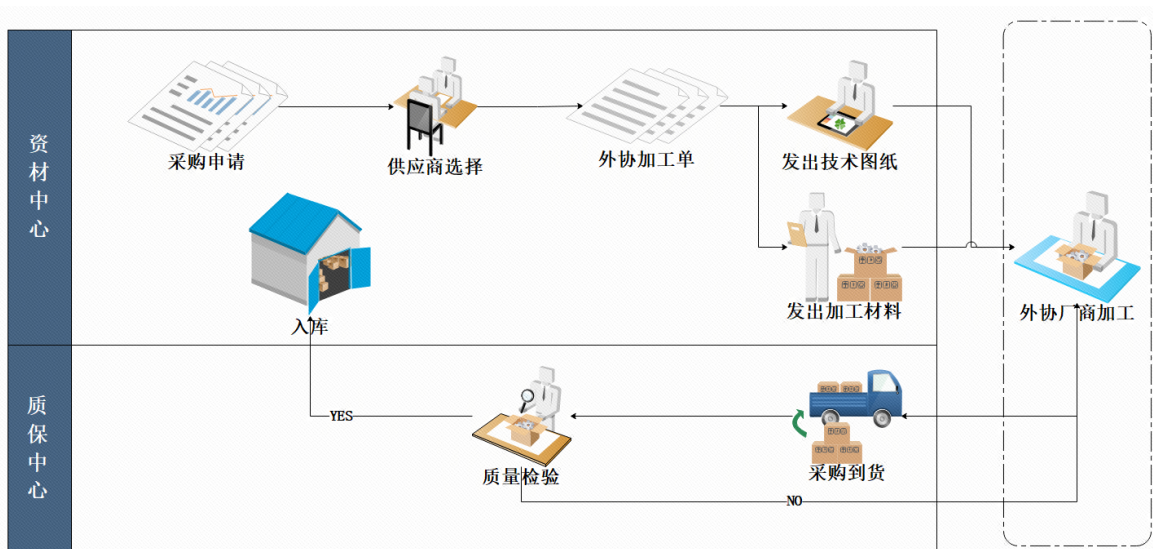 资材中心
采购申请
供应商选择
外协加工单
发出技术图纸
入库
发出加工材料
外协厂商加工
质保中心
YES
质量检验
采购到货
NO